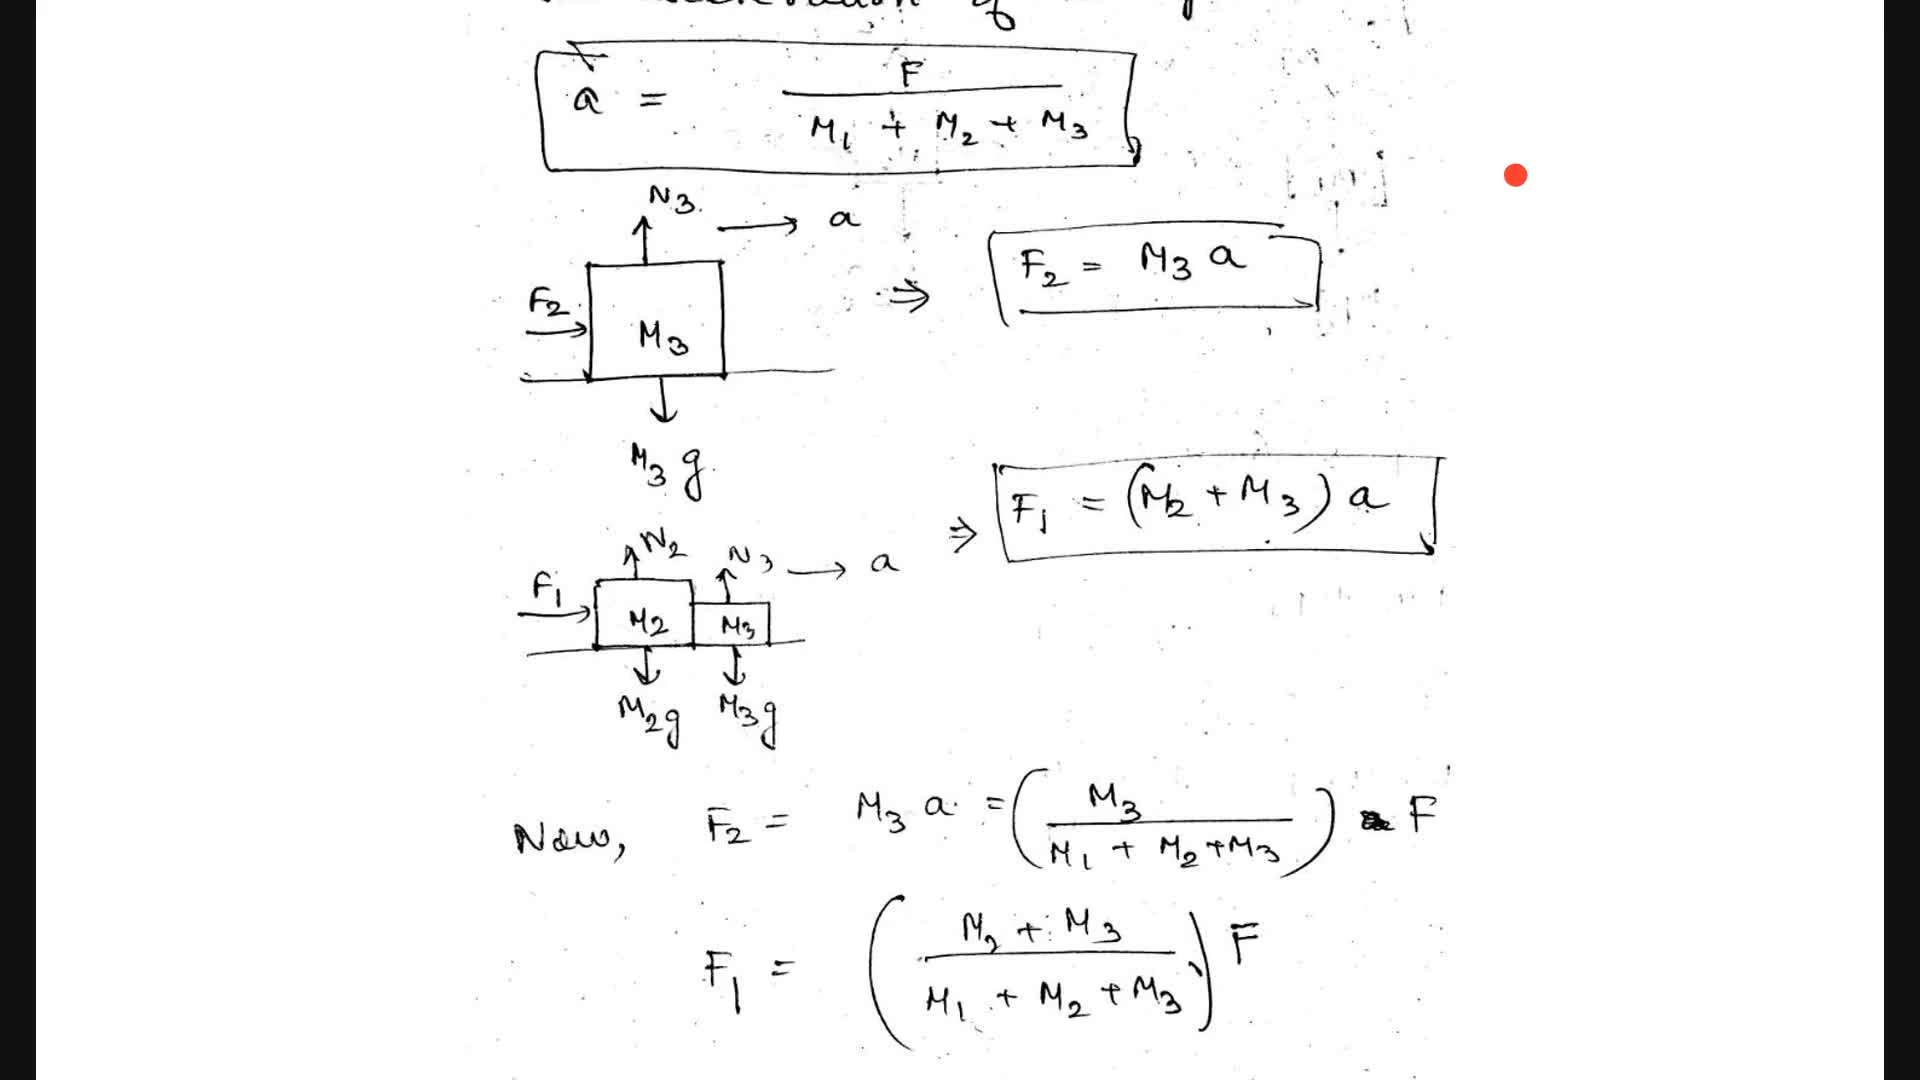 of
a = F / M1 + M2 + M3
N3 → a
F2 M3 ⇒ F2 = M3 a
M3 g
N2 N3 → a ⇒ F1 = (M2 + M3) a
F1 M2 M3
M2g M3g
Now, F2 = M3 a = (M3 / M1 + M2 + M3) F
F1 = (M2 + M3 / M1 + M2 + M3) F